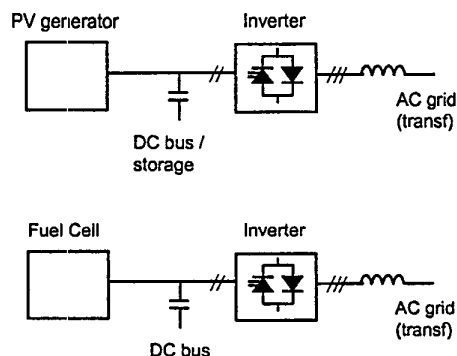 PV generator
Inverter
AC grid
(transf)
DC bus /
storage
Fuel Cell
Inverter
AC grid
(transf)
DC bus